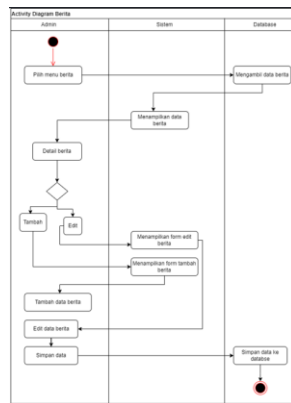 Activity Diagram Berita
Admin
Sistem
Database
Pilih menu berita
Mengambil data berita
Menampilkan data
berita
Detail berita
Tambah
Edit
Menampilkan form edit
berita
Menampilkan form tambah
berita
Tambah data berita
Edit data berita
Simpan data
Simpan data ke
databse